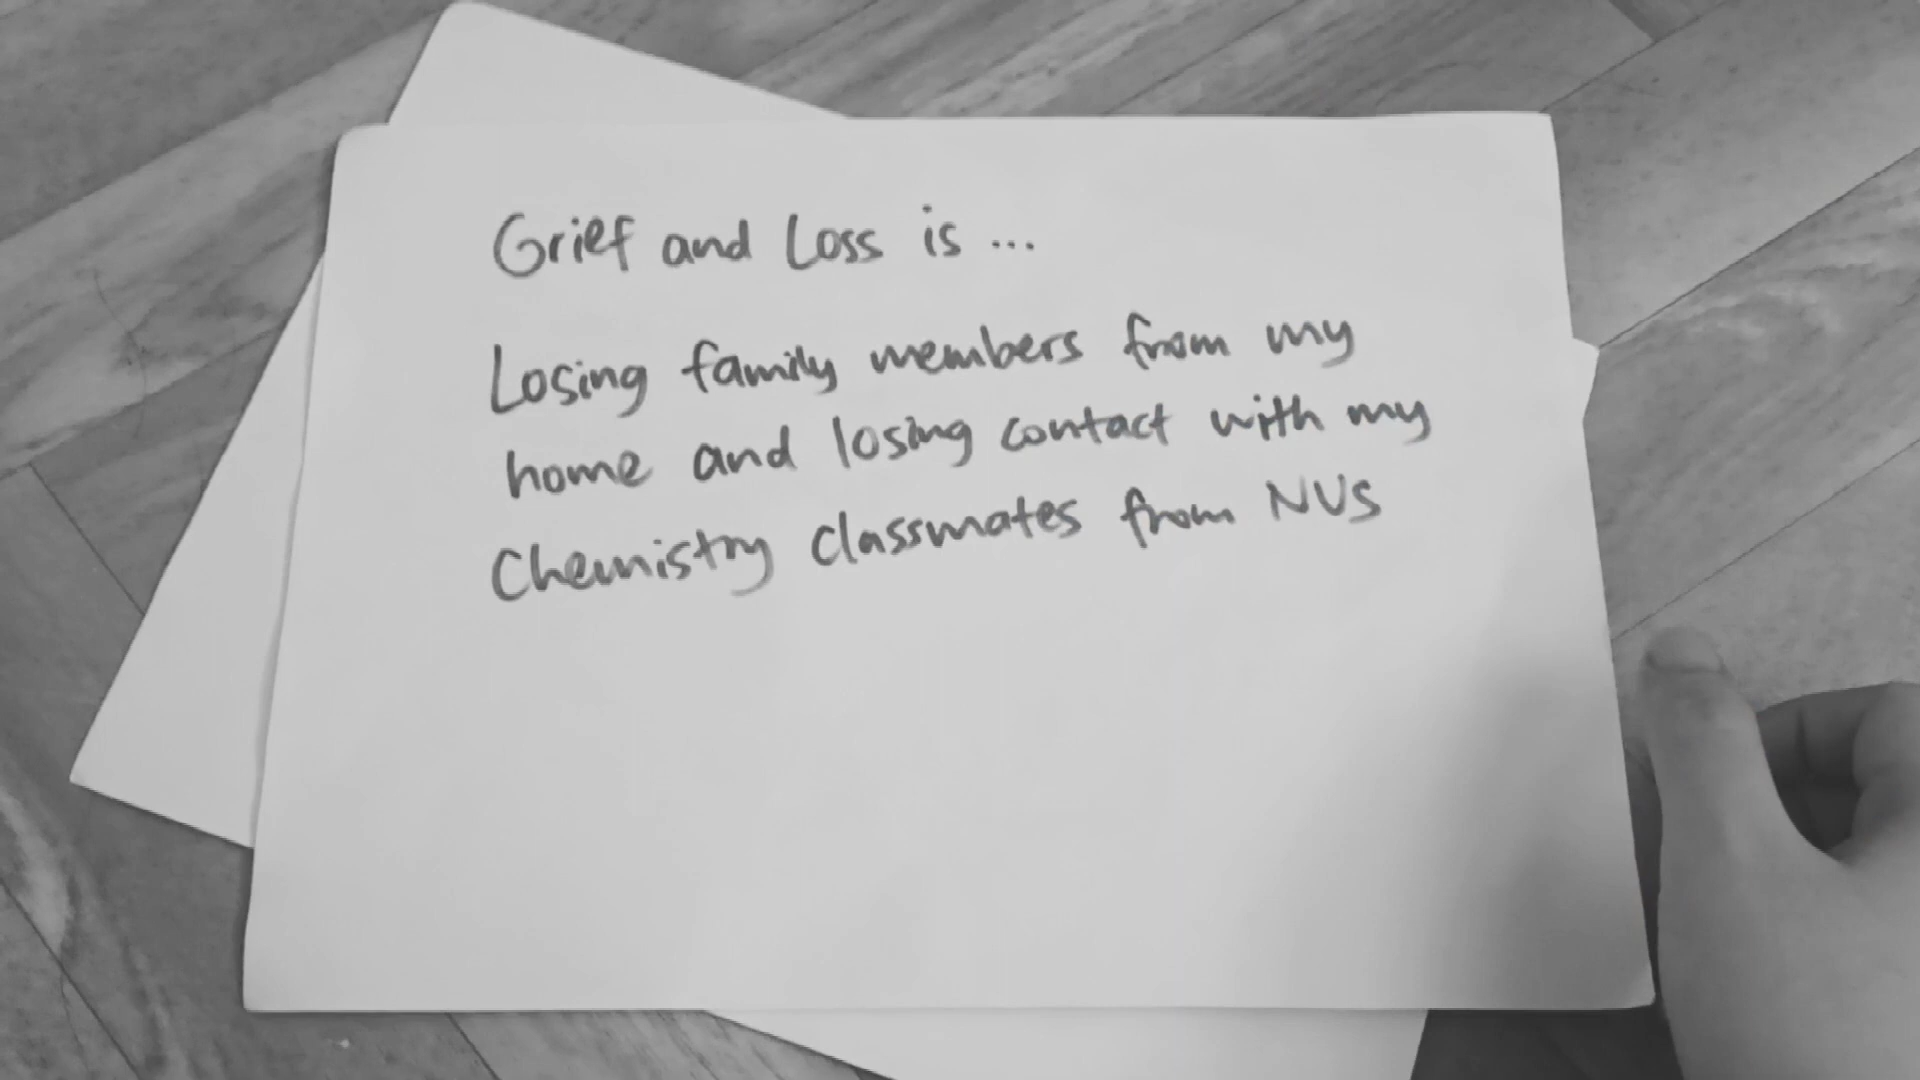 Grief and Loss is ...
Losing family members from my
home and losing contact with my
Chemistry classmates from NUS